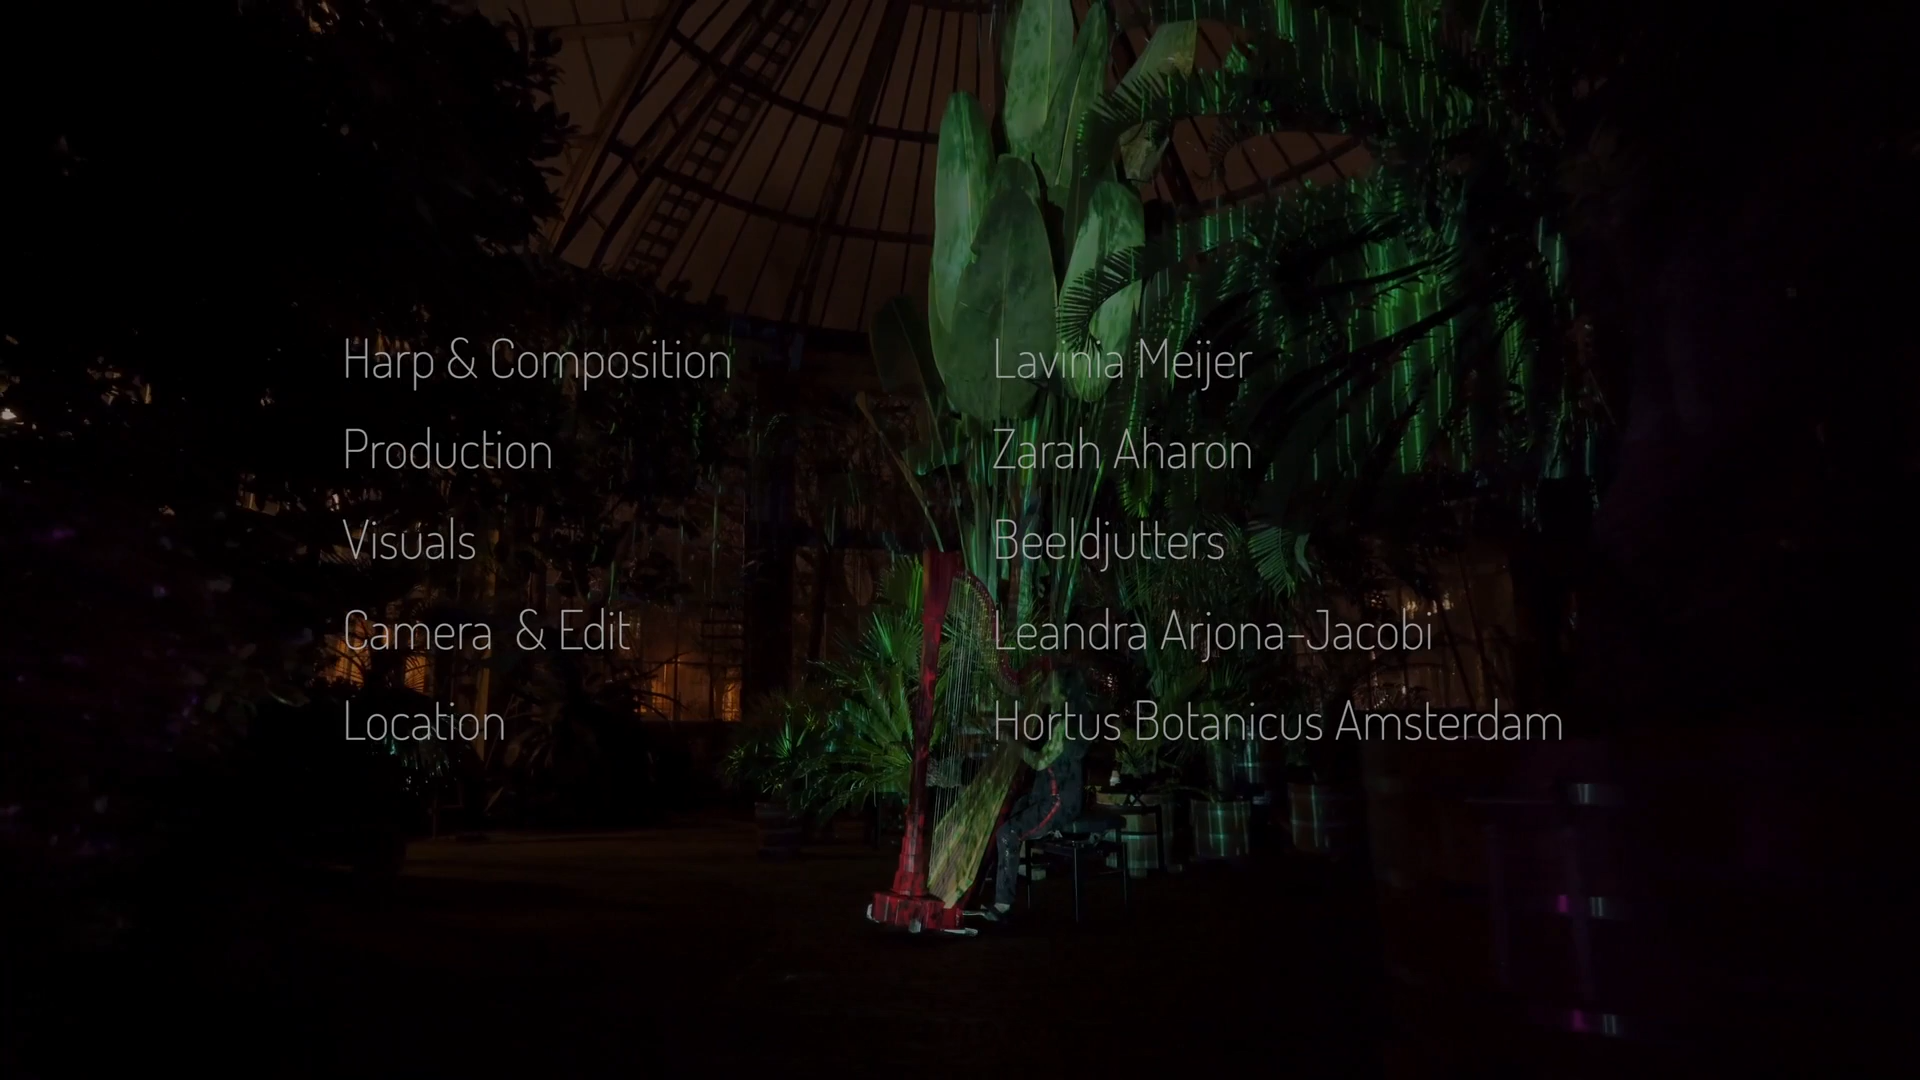 Harp & Composition Lavinia Meijer
Production Zarah Aharon
Visuals Beeldjutters
Camera & Edit Leandra Arjona-Jacobi
Location Hortus Botanicus Amsterdam